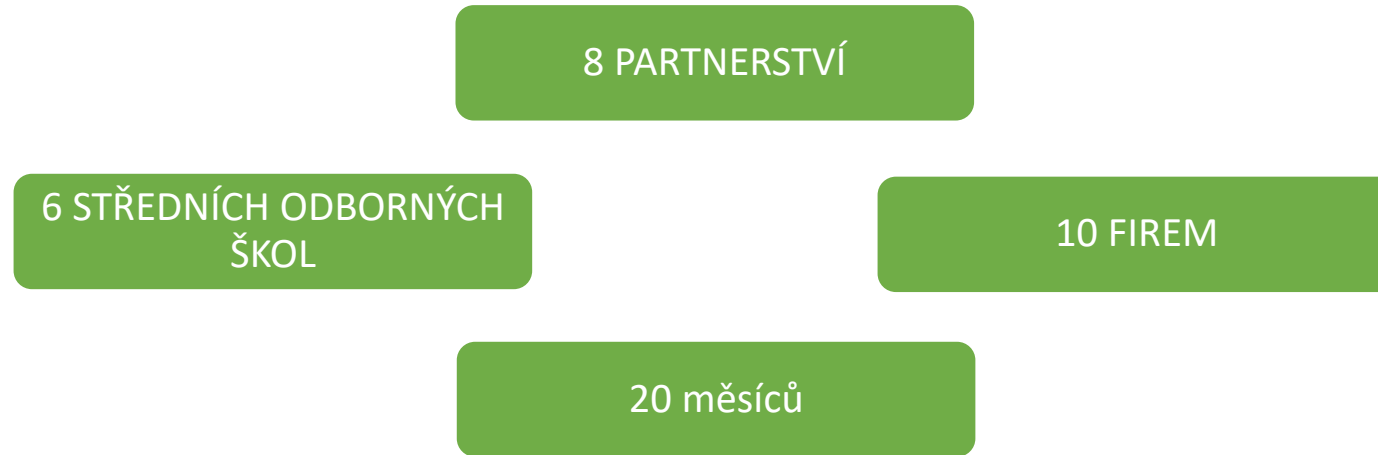 8 PARTNERSTVÍ
6 STŘEDNÍCH ODBORNÝCH
ŠKOL
10 FIREM
20 měsíců